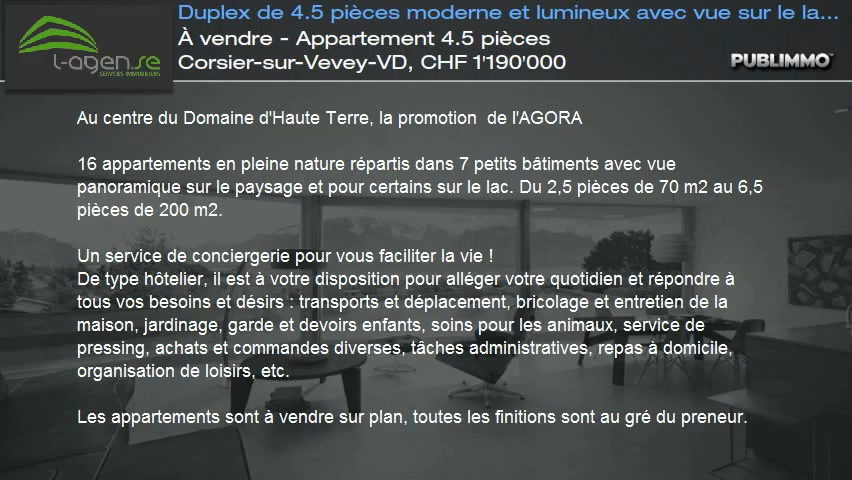 L-agen.se
SERVICES IMMOBILIERS
Duplex de 4.5 pièces moderne et lumineux avec vue sur le la...
À vendre - Appartement 4.5 pièces
Corsier-sur-Vevey-VD, CHF 1'190'000
PUBLIMMO
Au centre du Domaine d'Haute Terre, la promotion de l'AGORA
16 appartements en pleine nature répartis dans 7 petits bâtiments avec vue
panoramique sur le paysage et pour certains sur le lac. Du 2,5 pièces de 70 m2 au 6,5
pièces de 200 m2.
Un service de conciergerie pour vous faciliter la vie !
De type hôtelier, il est à votre disposition pour alléger votre quotidien et répondre à
tous vos besoins et désirs : transports et déplacement, bricolage et entretien de la
maison, jardinage, garde et devoirs enfants, soins pour les animaux, service de
pressing, achats et commandes diverses, tâches administratives, repas à domicile,
organisation de loisirs, etc.
Les appartements sont à vendre sur plan, toutes les finitions sont au gré du preneur.